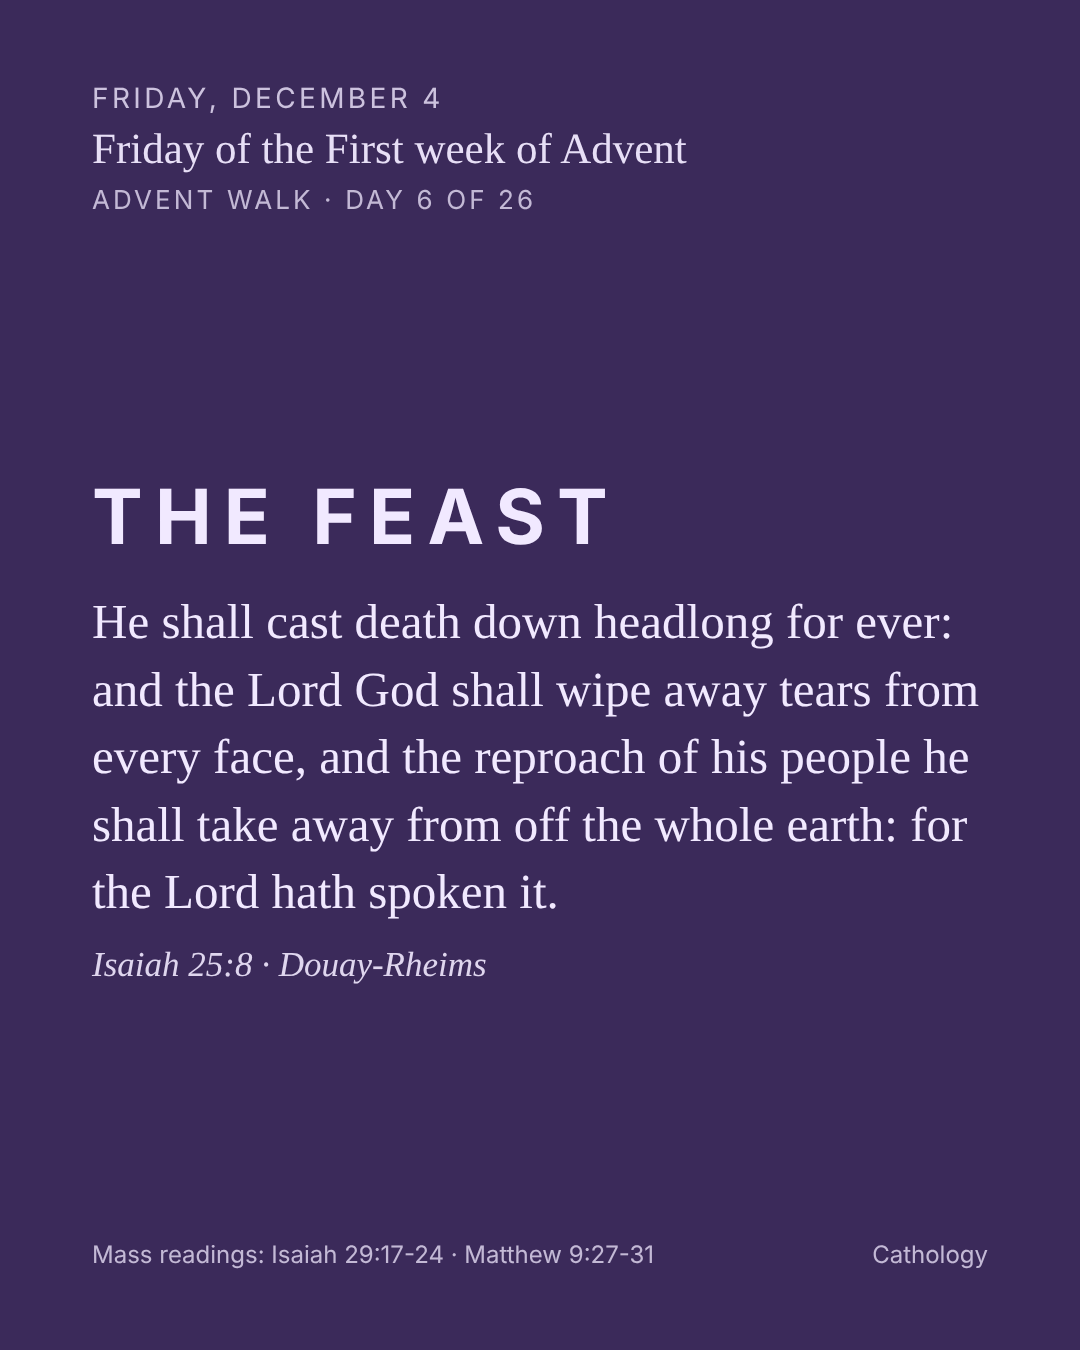 FRIDAY, DECEMBER 4
Friday of the First week of Advent
ADVENT WALK · DAY 6 OF 26
THE FEAST
He shall cast death down headlong for ever:
and the Lord God shall wipe away tears from
every face, and the reproach of his people he
shall take away from off the whole earth: for
the Lord hath spoken it.
Isaiah 25:8 · Douay-Rheims
Mass readings: Isaiah 29:17-24 · Matthew 9:27-31
Cathology